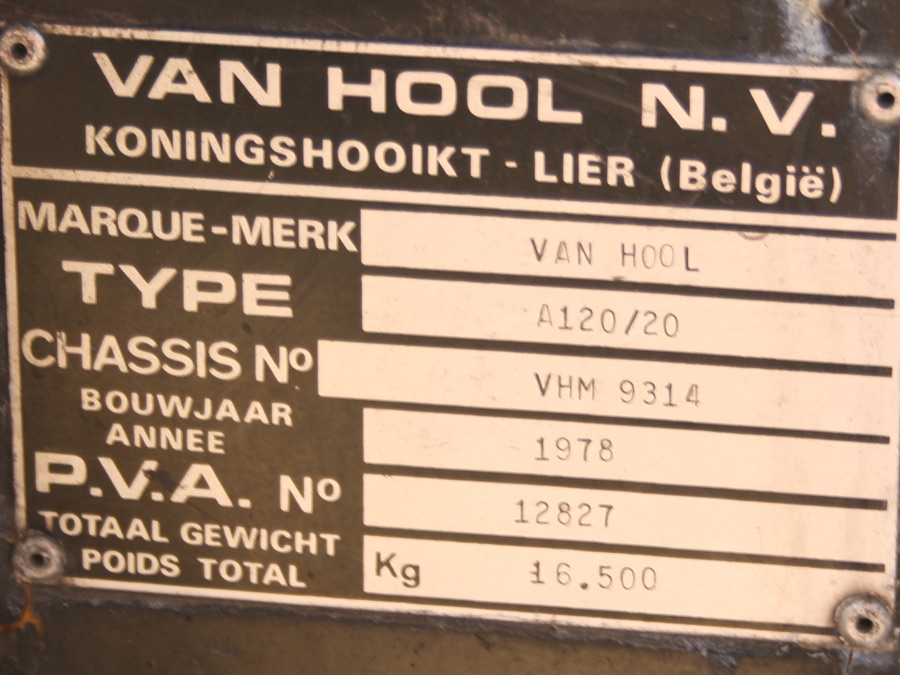 VAN HOOL N.V.
KONINGSHOOIKT - LIER (België)
MARQUE-MERK VAN HOOL
TYPE A120/20
CHASSIS No VHM 9314
BOUWJAAR
ANNEE 1978
P.V.A. No 12827
TOTAAL GEWICHT
POIDS TOTAL Kg 16.500